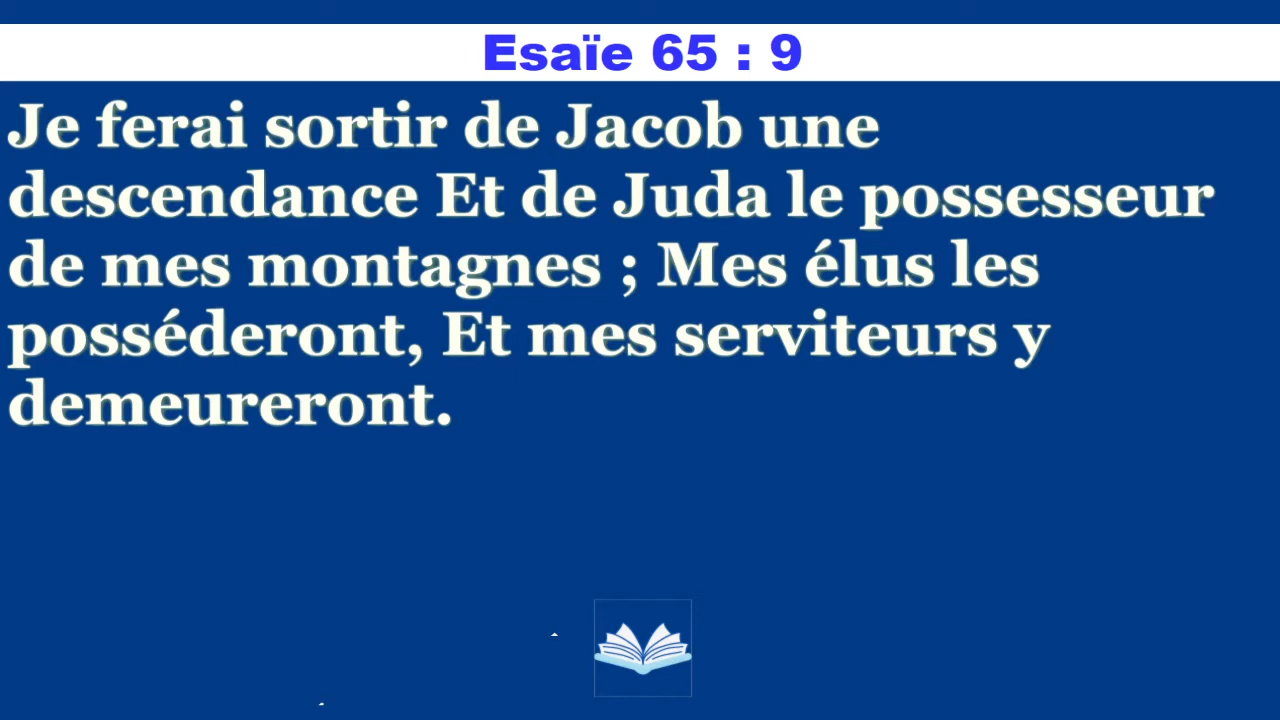 Esaïe 65 : 9
Je ferai sortir de Jacob une
descendance Et de Juda le possesseur
de mes montagnes ; Mes élus les
posséderont, Et mes serviteurs y
demeureront.